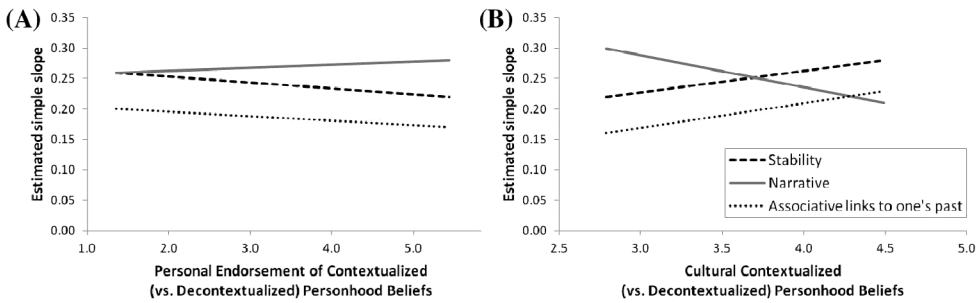 (A)
Estimated simple slope
0.35
0.30
0.25
0.20
0.15
0.10
0.05
0.00
1.0 2.0 3.0 4.0 5.0
Personal Endorsement of Contextualized
(vs. Decontextualized) Personhood Beliefs
(B)
Estimated simple slope
0.35
0.30
0.25
0.20
0.15
0.10
0.05
0.00
Stability
Narrative
Associative links to one's past
2.5 3.0 3.5 4.0 4.5 5.0
Cultural Contextualized
(vs. Decontextualized) Personhood Beliefs